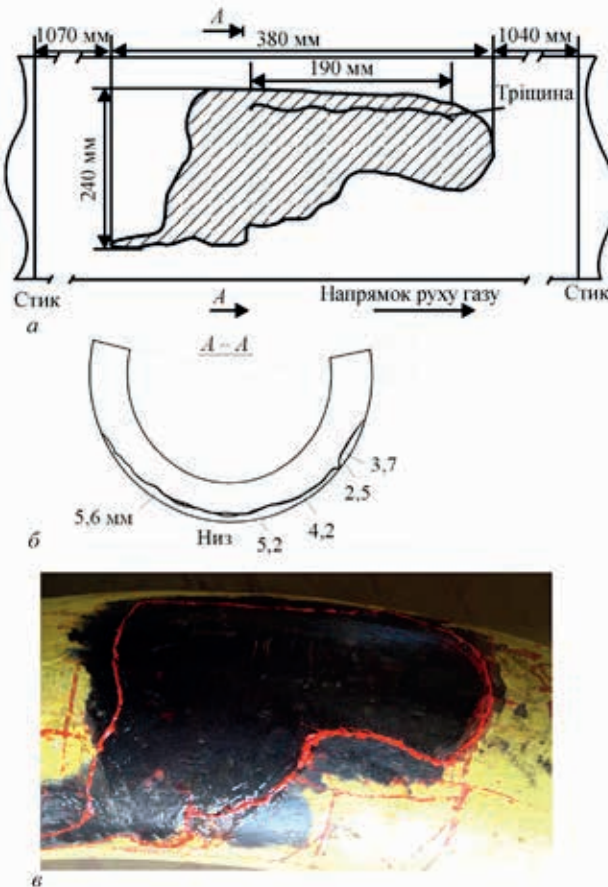 А
1070 мм 380 мм 1040 мм
190 мм
Тріщина
240 мм
Стик А Напрямок руху газу Стик
а
А – А
3,7
2,5
5,6 мм 4,2
Низ 5,2
б
в